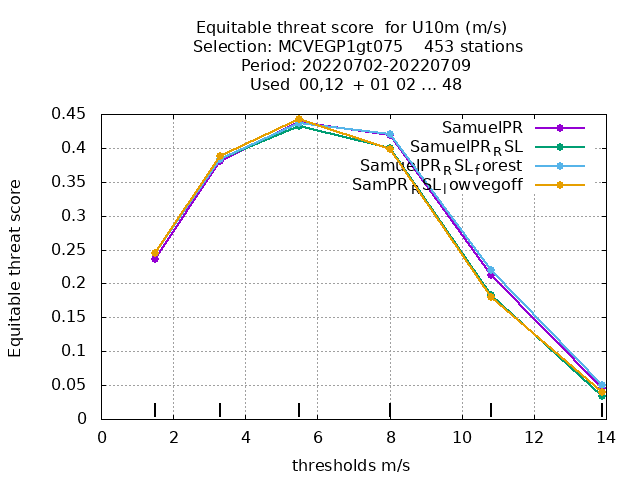 Equitable threat score  for U10m (m/s)
Selection: MCVEGP1gt075    453 stations
Period: 20220702-20220709
Used  00,12  + 01 02 ... 48
SamuelPR
SamuelPR_RSL
SamuelPR_RSL_forest
SamPR_RSL_lowvegoff
Equitable threat score
0.45
0.4
0.35
0.3
0.25
0.2
0.15
0.1
0.05
0
0 2 4 6 8 10 12 14
thresholds m/s